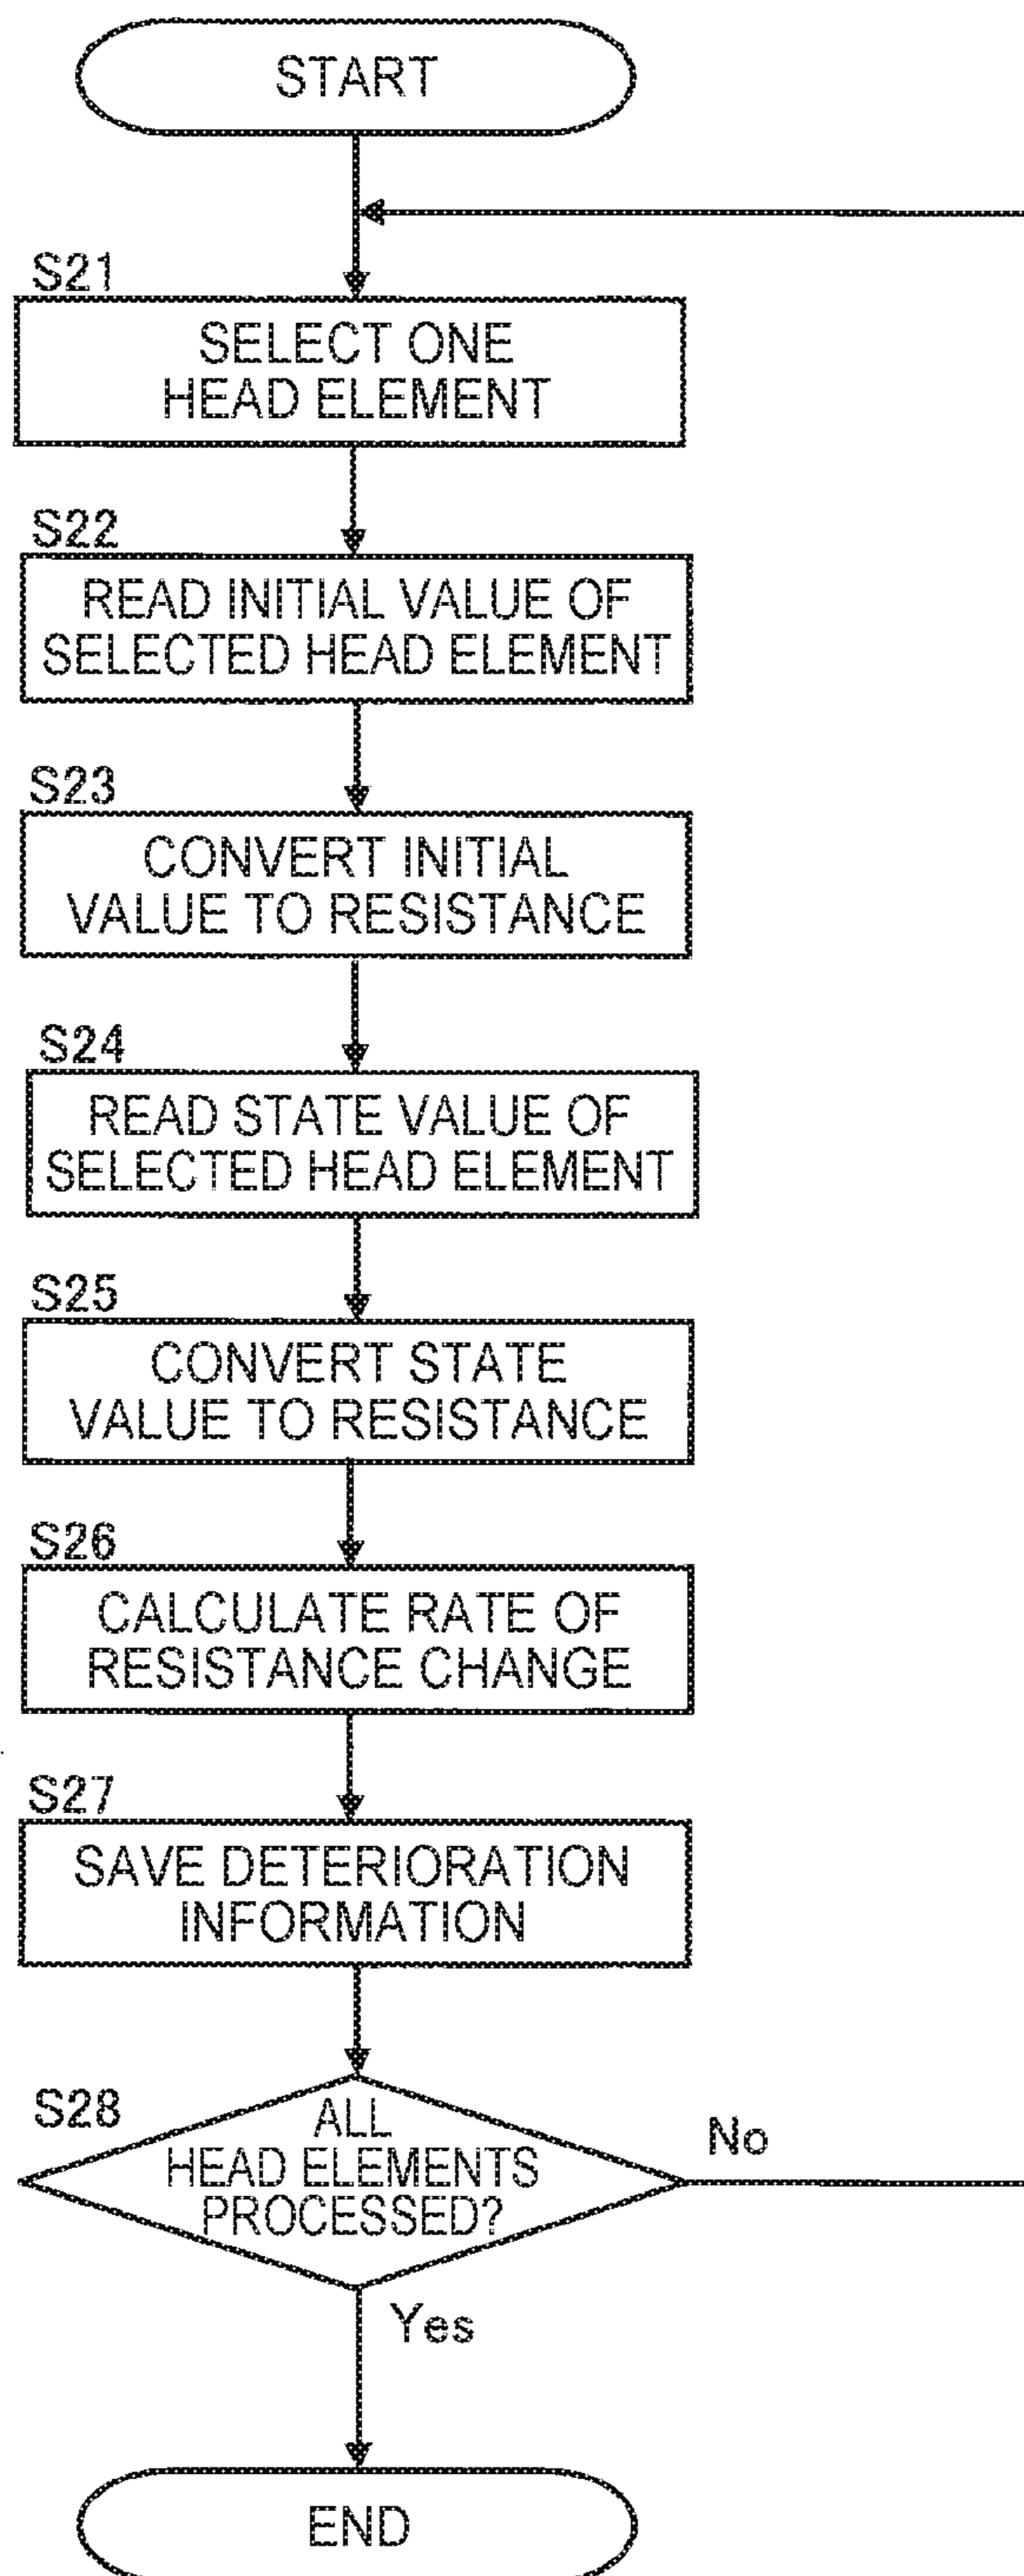 START
S21
SELECT ONE
HEAD ELEMENT
S22
READ INITIAL VALUE OF
SELECTED HEAD ELEMENT
S23
CONVERT INITIAL
VALUE TO RESISTANCE
S24
READ STATE VALUE OF
SELECTED HEAD ELEMENT
S25
CONVERT STATE
VALUE TO RESISTANCE
S26
CALCULATE RATE OF
RESISTANCE CHANGE
S27
SAVE DETERIORATION
INFORMATION
S28
ALL
HEAD ELEMENTS
PROCESSED?
No
Yes
END